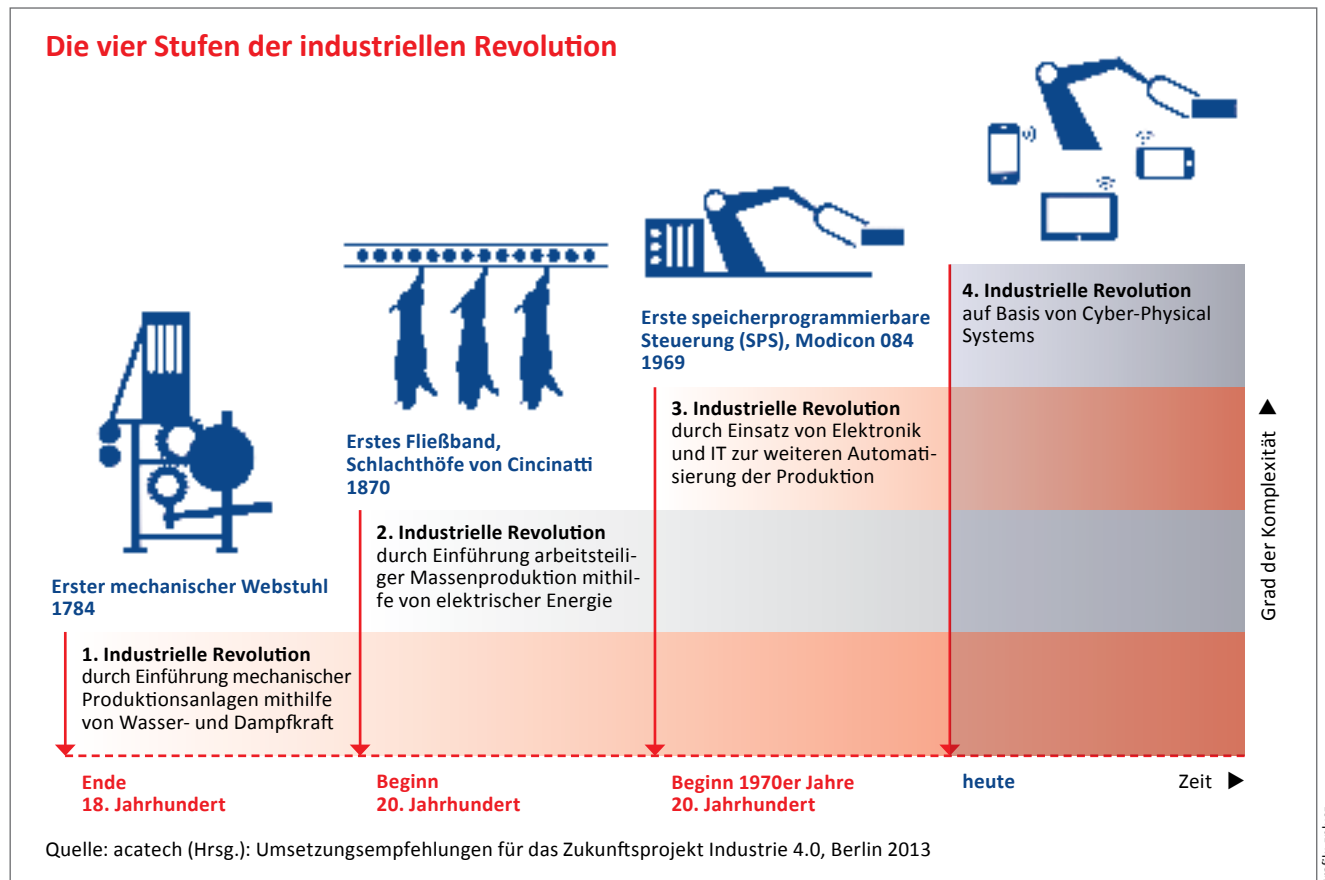 Die vier Stufen der industriellen Revolution
Erster mechanischer Webstuhl
1784
Erstes Fließband,
Schlachthöfe von Cincinatti
1870
Erste speicherprogrammierbare
Steuerung (SPS), Modicon 084
1969
4. Industrielle Revolution
auf Basis von Cyber-Physical
Systems
3. Industrielle Revolution
durch Einsatz von Elektronik
und IT zur weiteren Automati-
sierung der Produktion
2. Industrielle Revolution
durch Einführung arbeitsteili-
ger Massenproduktion mithil-
fe von elektrischer Energie
1. Industrielle Revolution
durch Einführung mechanischer
Produktionsanlagen mithilfe
von Wasser- und Dampfkraft
Grad der Komplexität
Ende
18. Jahrhundert
Beginn
20. Jahrhundert
Beginn 1970er Jahre
20. Jahrhundert
heute
Zeit
Quelle: acatech (Hrsg.): Umsetzungsempfehlungen für das Zukunftsprojekt Industrie 4.0, Berlin 2013